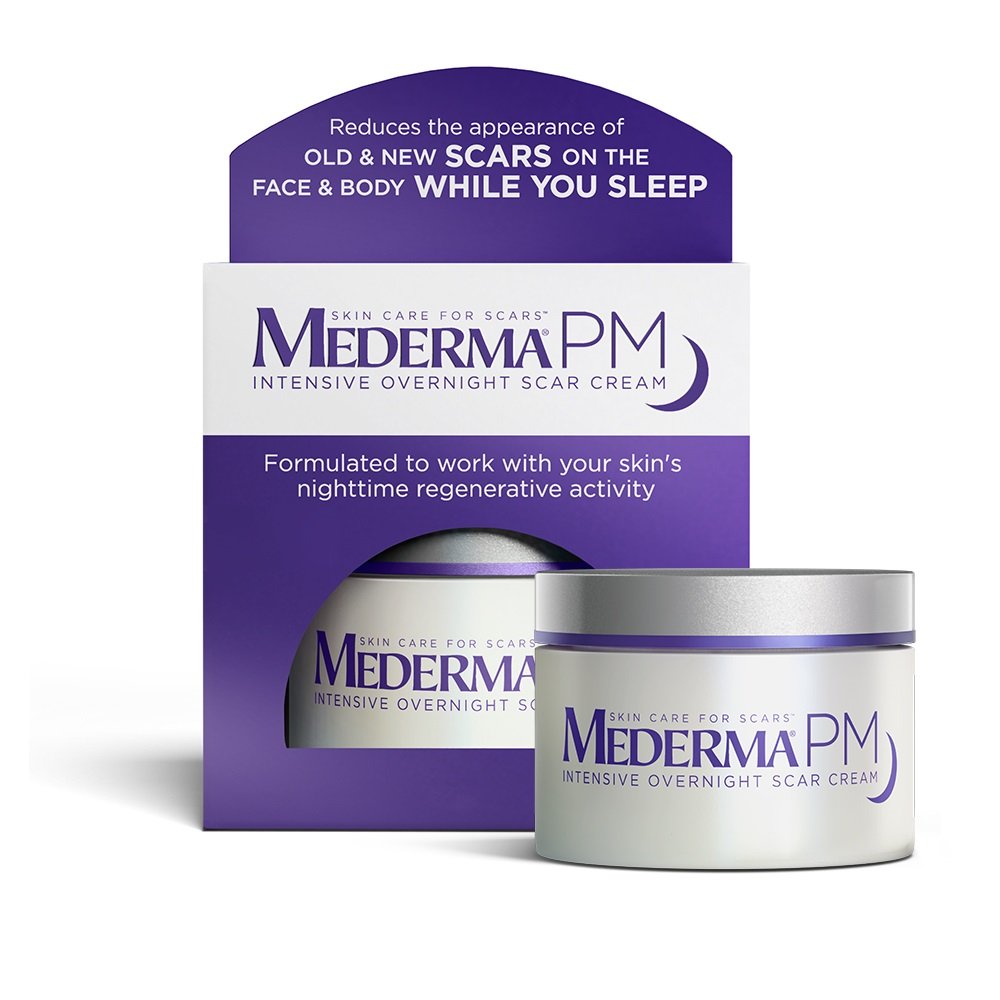 Reduces the appearance of
OLD & NEW SCARS ON THE
FACE & BODY WHILE YOU SLEEP
SKIN CARE FOR SCARS™
MEDERMA® PM
INTENSIVE OVERNIGHT SCAR CREAM
Formulated to work with your skin's
nighttime regenerative activity
SKIN CARE FOR SCARS
MEDERMA
INTENSIVE OVERNIGHT SC
SKIN CARE FOR SCARS™
MEDERMA® PM
INTENSIVE OVERNIGHT SCAR CREAM